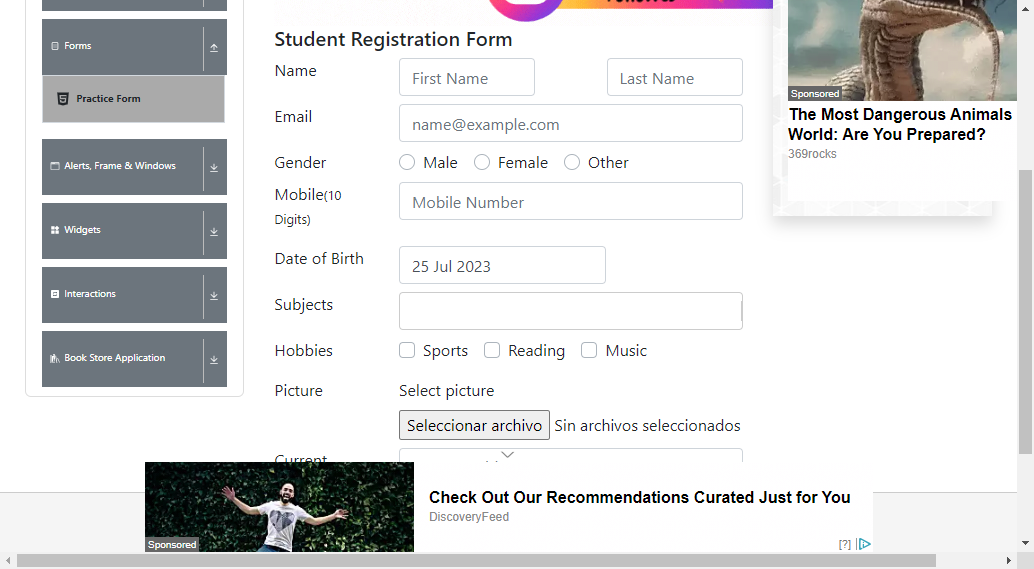 Forms
Practice Form
Alerts, Frame & Windows
Widgets
Interactions
Book Store Application
Student Registration Form
Name
First Name
Last Name
Email
name@example.com
Gender
Male
Female
Other
Mobile(10
Digits)
Mobile Number
Date of Birth
25 Jul 2023
Subjects
Hobbies
Sports
Reading
Music
Picture
Select picture
Seleccionar archivo
Sin archivos seleccionados
Current
Sponsored
The Most Dangerous Animals
World: Are You Prepared?
369rocks
Sponsored
Check Out Our Recommendations Curated Just for You
DiscoveryFeed
[?]